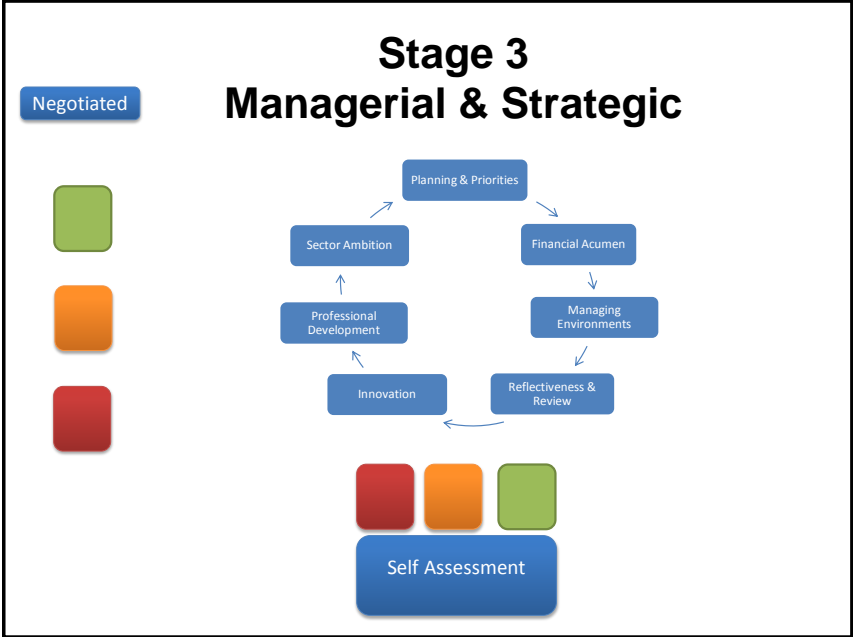 Stage 3
Managerial & Strategic
Negotiated
Planning & Priorities
Financial Acumen
Managing
Environments
Reflectiveness &
Review
Innovation
Professional
Development
Sector Ambition
Self Assessment